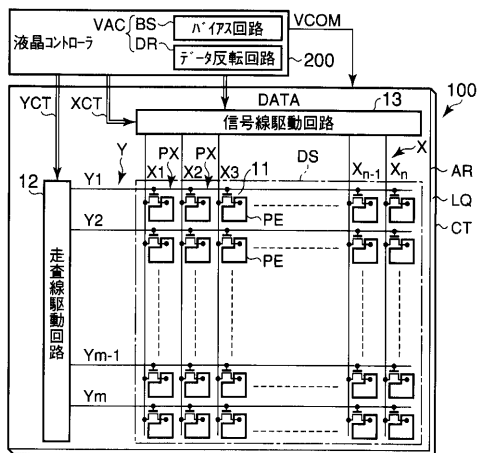 VAC
BS
バイアス回路
VCOM
液晶コントローラ
DR
データ反転回路
200
YCT
XCT
DATA
13
100
信号線駆動回路
Y
PX
PX
DS
X
X1
X2
X3
11
Xn-1
Xn
AR
12
Y1
LQ
PE
CT
Y2
PE
走査線駆動回路
Ym-1
Ym